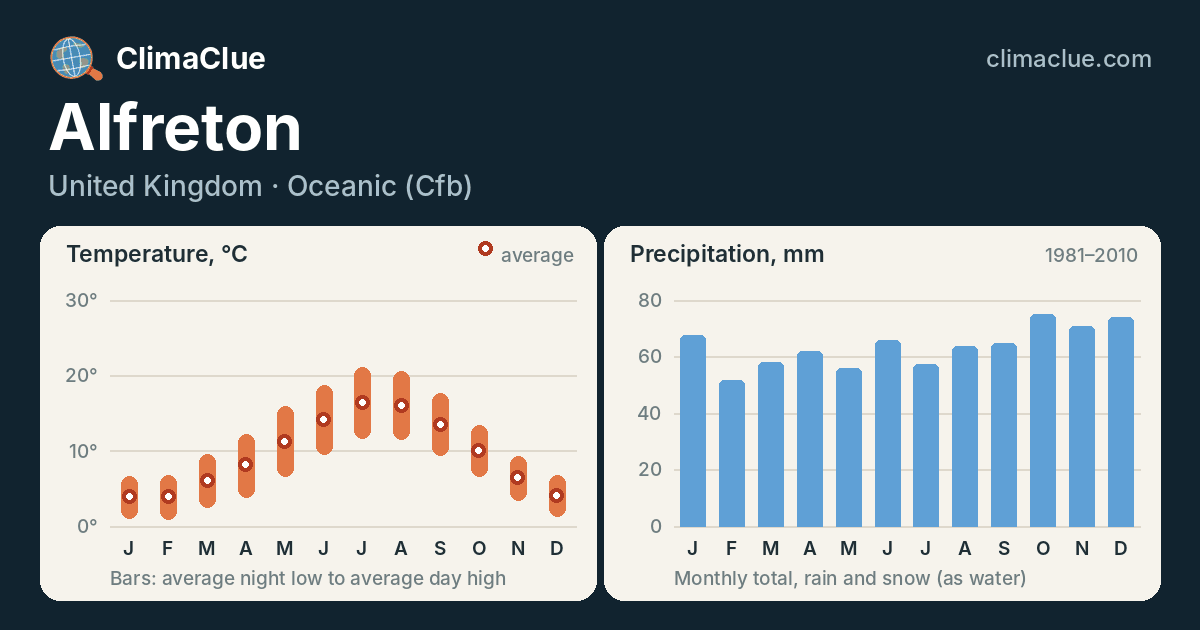 ClimaClue
climaclue.com
Alfreton
United Kingdom · Oceanic (Cfb)
Temperature, °C
average
30°
20°
10°
0°
J F M A M J J A S O N D
Bars: average night low to average day high
Precipitation, mm
1981–2010
80
60
40
20
0
J F M A M J J A S O N D
Monthly total, rain and snow (as water)